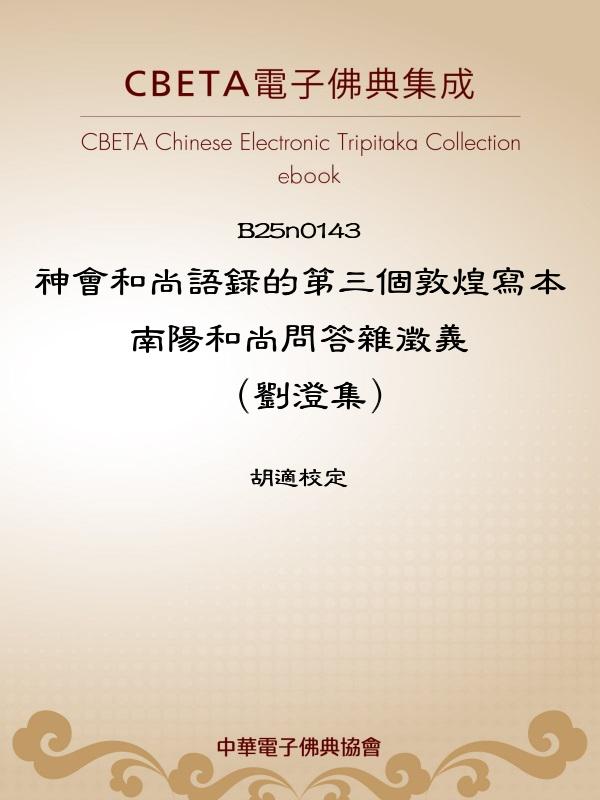 CBETA電子佛典集成
CBETA Chinese Electronic Tripitaka Collection
ebook
B25n0143
神會和尚語錄的第三個敦煌寫本
南陽和尚問答雜徵義
（劉澄集）
胡適校定
中華電子佛典協會